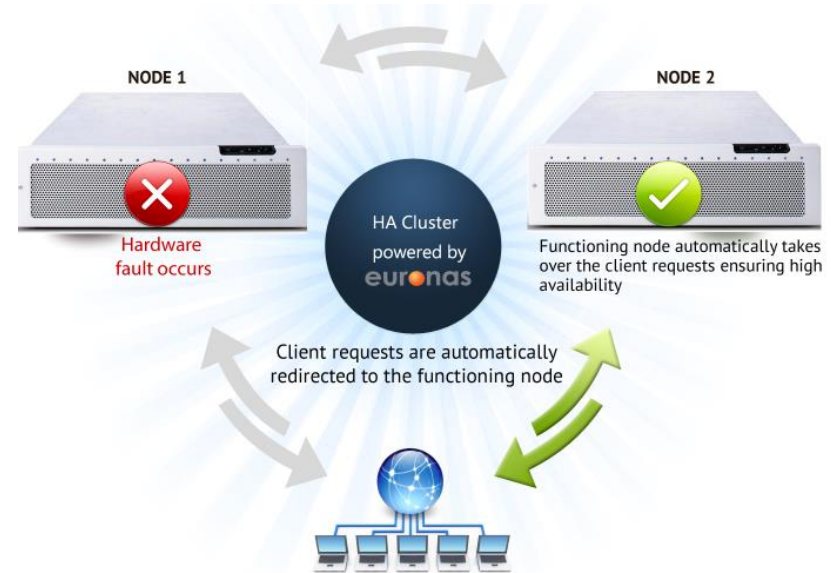 NODE 1
NODE 2
HA Cluster
powered by
euronas
Hardware
fault occurs
Functioning node automatically takes
over the client requests ensuring high
availability
Client requests are automatically
redirected to the functioning node